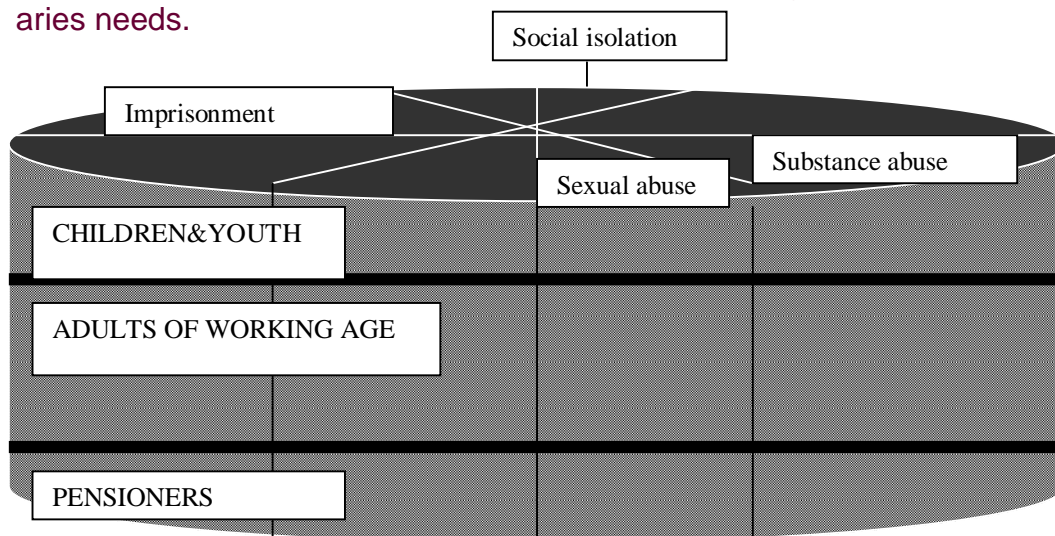 aries needs.
Social isolation
Imprisonment
Substance abuse
Sexual abuse
CHILDREN&YOUTH
ADULTS OF WORKING AGE
PENSIONERS